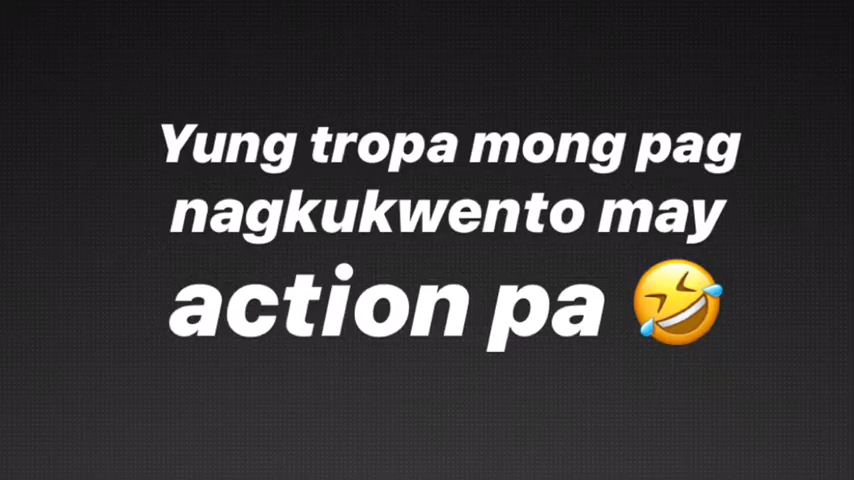 Yung tropa mong pag
nagkukwento may
action pa 🤣